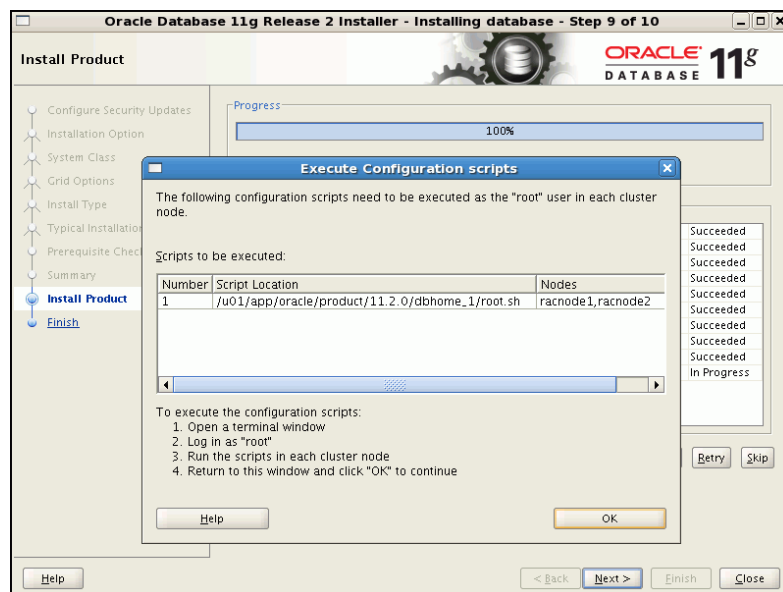 Oracle Database 11g Release 2 Installer - Installing database - Step 9 of 10
Install Product
ORACLE
DATABASE 11g
Configure Security Updates
Installation Option
System Class
Grid Options
Install Type
Typical Installation
Prerequisite Chec
Summary
Install Product
Finish
Progress
100%
Succeeded
Succeeded
Succeeded
Succeeded
Succeeded
Succeeded
Succeeded
Succeeded
Succeeded
In Progress
Retry
Skip
Execute Configuration scripts
The following configuration scripts need to be executed as the "root" user in each cluster
node.
Scripts to be executed:
Number Script Location Nodes
1 /u01/app/oracle/product/11.2.0/dbhome_1/root.sh racnode1,racnode2
To execute the configuration scripts:
1. Open a terminal window
2. Log in as "root"
3. Run the scripts in each cluster node
4. Return to this window and click "OK" to continue
Help
OK
Help
< Back
Next >
Finish
Close